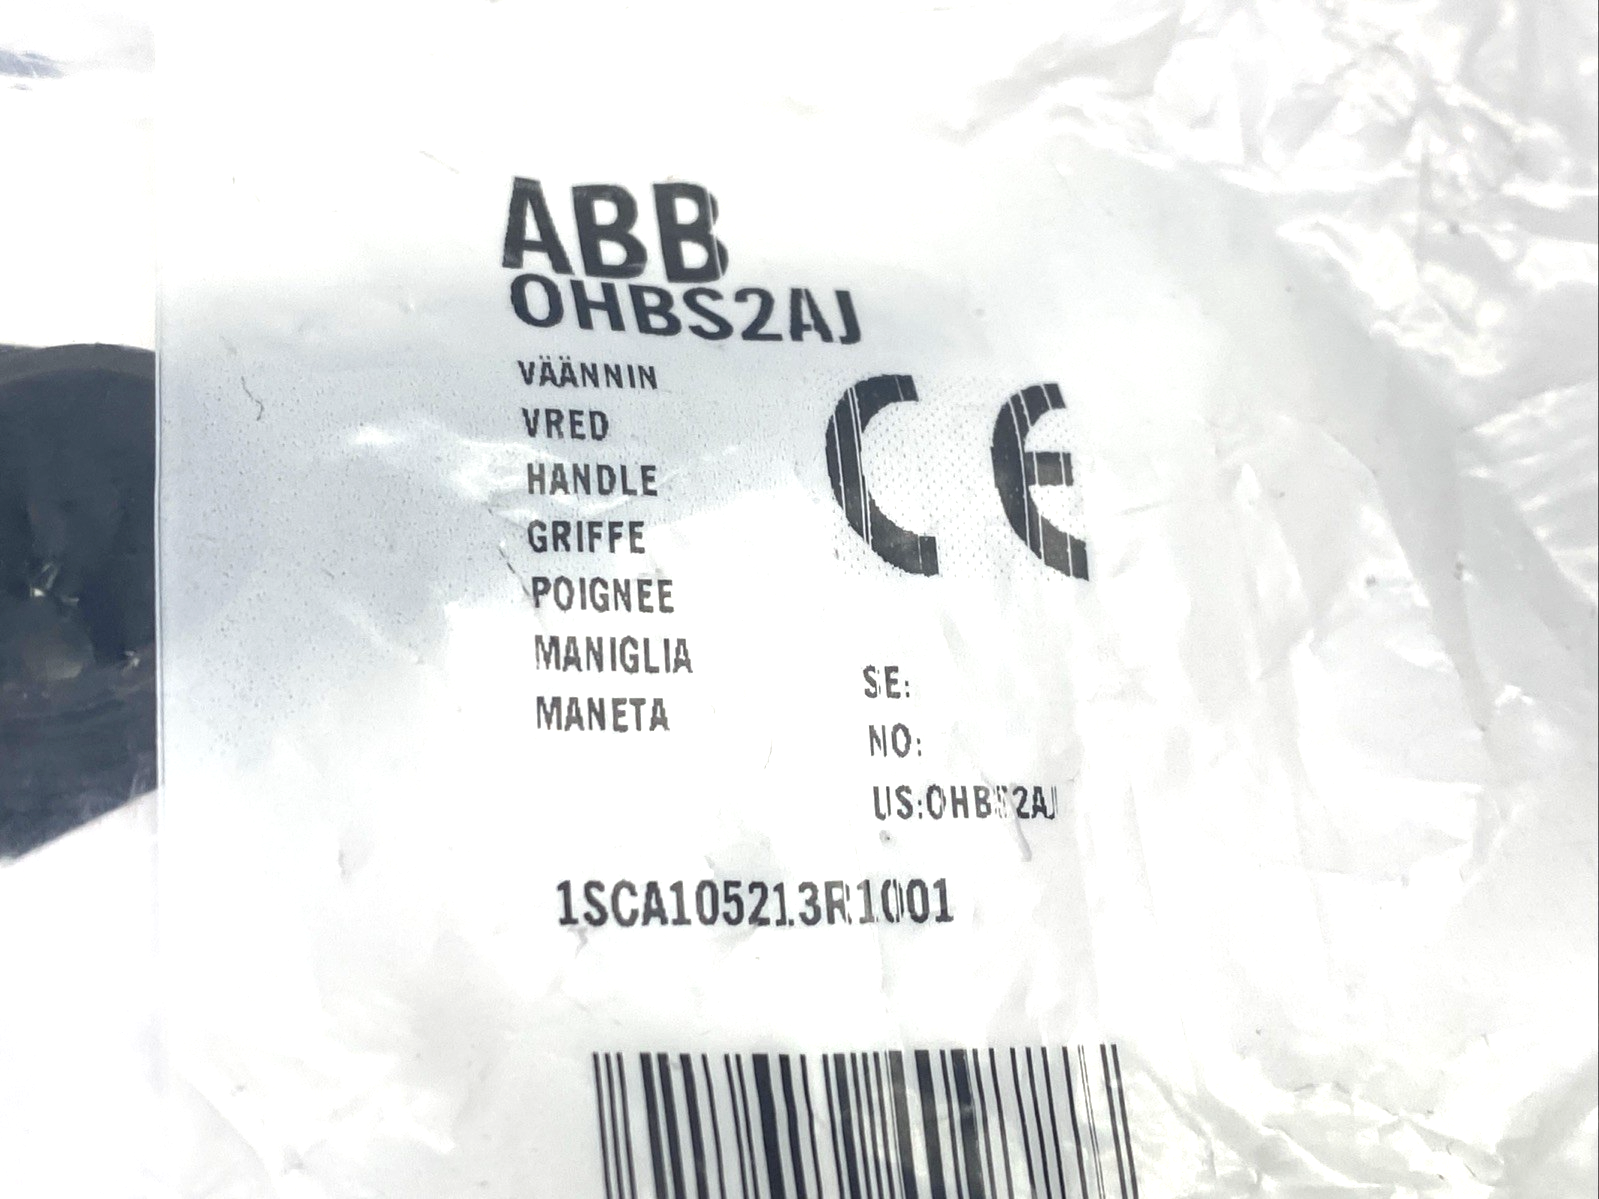 ABB
OHBS2AJ
VÄÄNNIN
VRED
HANDLE
GRIFFE
POIGNEE
MANIGLIA
MANETA
CE
SE:
NO:
US:OHBS2AJ
1SCA105213R1001